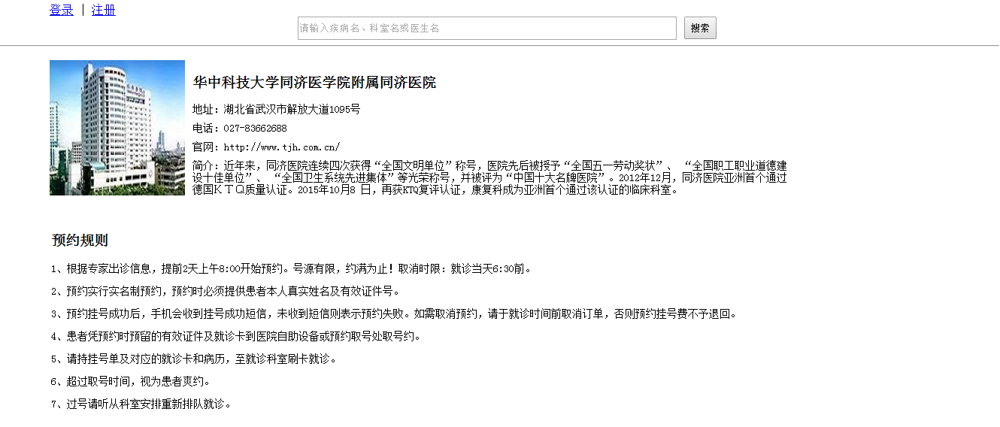 登录 | 注册
请输入疾病名、科室名或医生名
搜索
华中科技大学同济医学院附属同济医院
地址：湖北省武汉市解放大道1095号
电话：027-83662688
官网：http://www.tjh.com.cn/
简介：近年来，同济医院连续四次获得“全国文明单位”称号，医院先后被授予“全国五一劳动奖状”、 “全国职工职业道德建
设十佳单位”、 “全国卫生系统先进集体”等光荣称号，并被评为“中国十大名牌医院”。2012年12月，同济医院亚洲首个通过
德国ＫＴＱ质量认证。2015年10月8 日，再获KTQ复评认证，康复科成为亚洲首个通过该认证的临床科室。
预约规则
1、根据专家出诊信息，提前2天上午8:00开始预约。号源有限，约满为止！取消时限：就诊当天6:30前。
2、预约实行实名制预约，预约时必须提供患者本人真实姓名及有效证件号。
3、预约挂号成功后，手机会收到挂号成功短信，未收到短信则表示预约失败。如需取消预约，请于就诊时间前取消订单，否则预约挂号费不予退回。
4、患者凭预约时预留的有效证件及就诊卡到医院自助设备或预约取号处取号约。
5、请持挂号单及对应的就诊卡和病历，至就诊科室刷卡就诊。
6、超过取号时间，视为患者爽约。
7、过号请听从科室安排重新排队就诊。